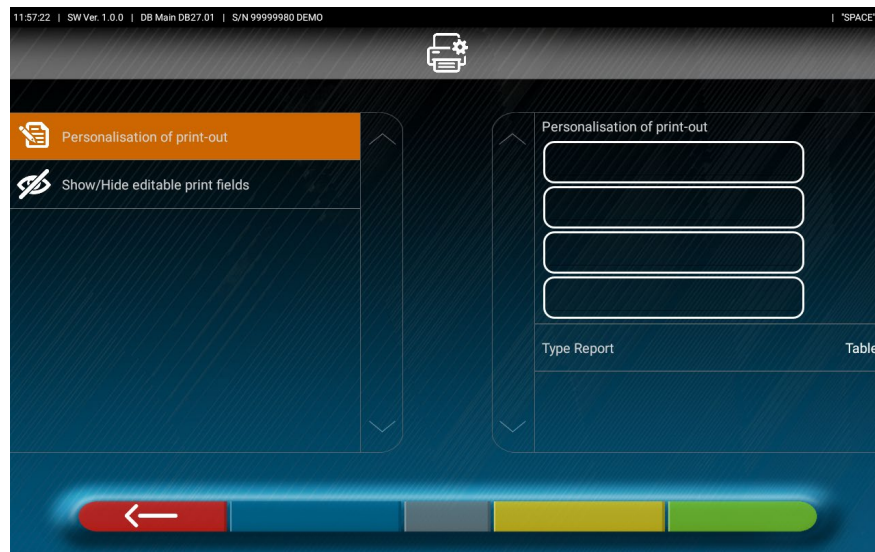 11:57:22 | SW Ver. 1.0.0 | DB Main DB27.01 | S/N 99999980 DEMO | "SPACE"
Personalisation of print-out
Show/Hide editable print fields
Personalisation of print-out
Type Report Table